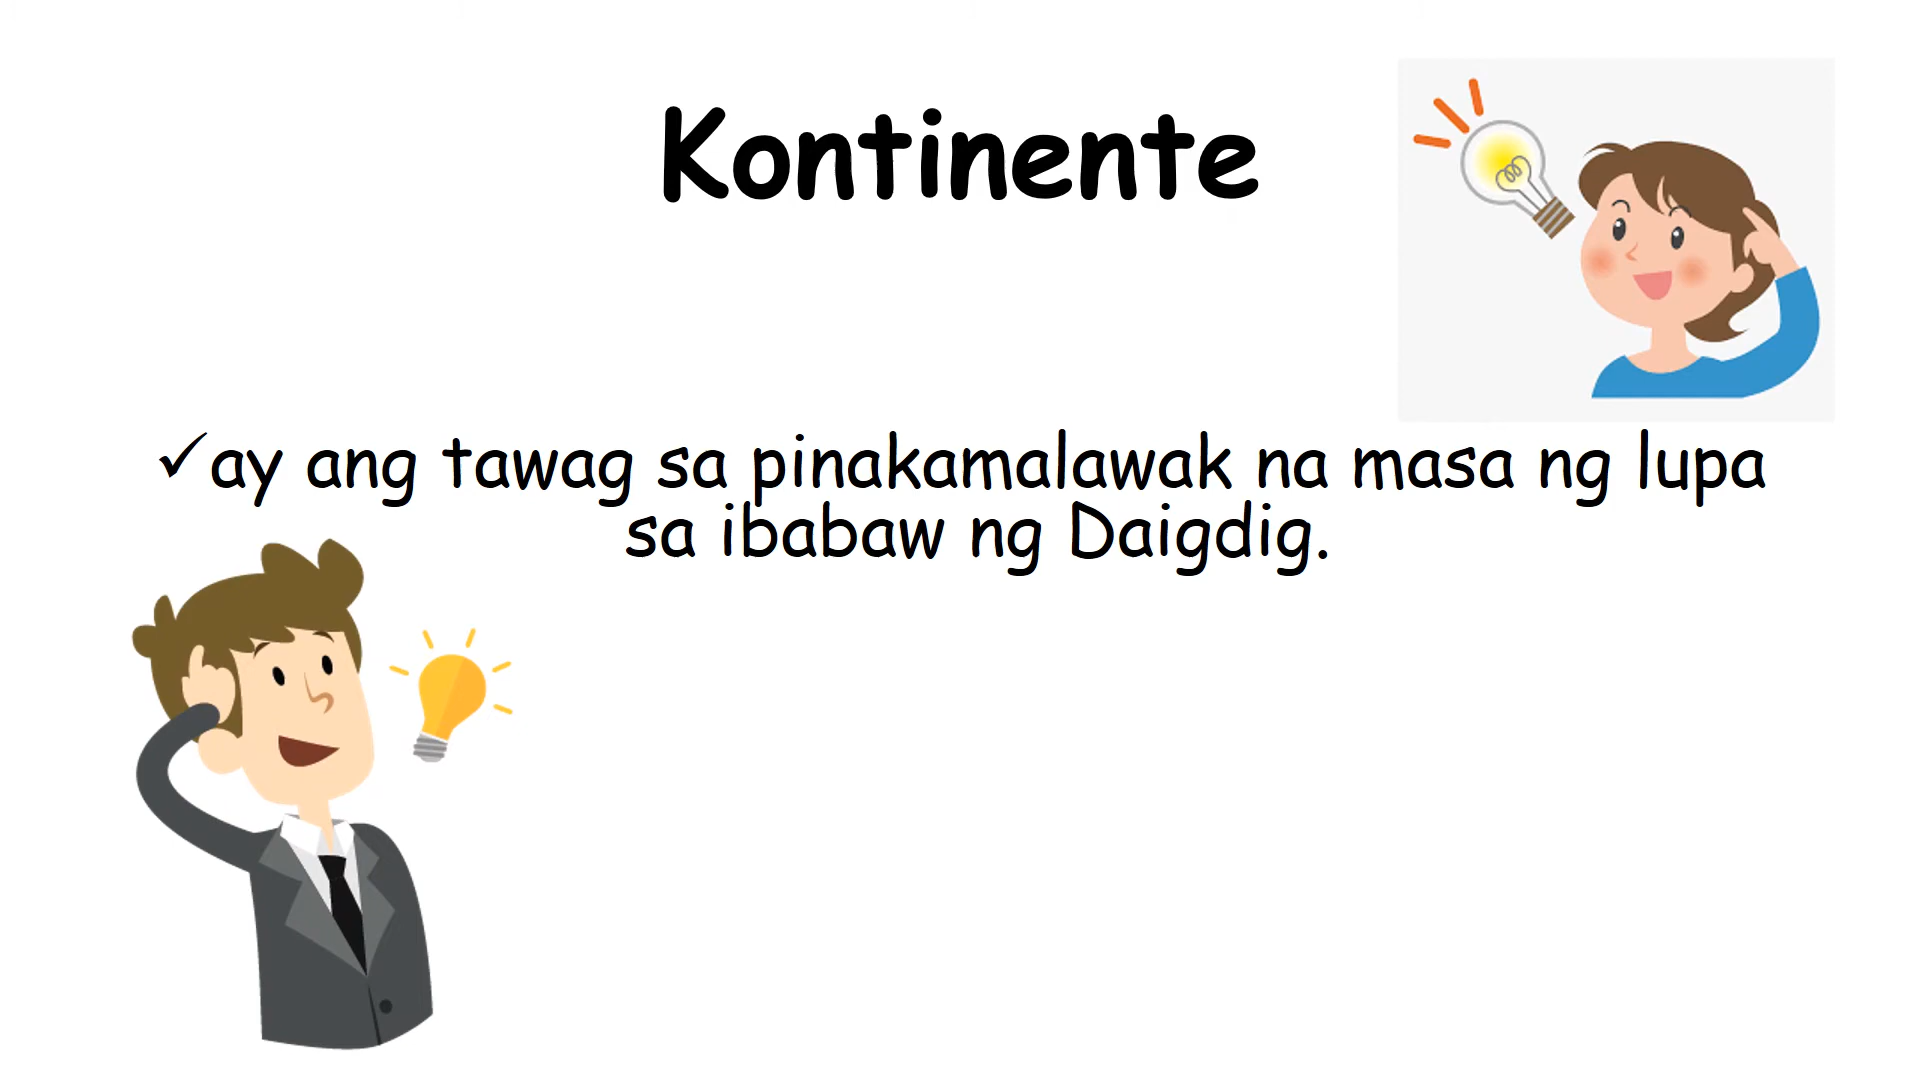 Kontinente
✓ay ang tawag sa pinakamalawak na masa ng lupa
sa ibabaw ng Daigdig.